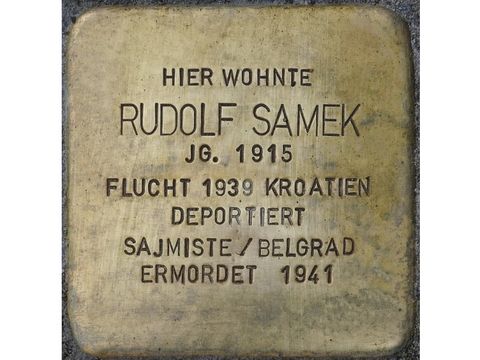 HIER WOHNTE
RUDOLF SAMEK
JG. 1915
FLUCHT 1939 KROATIEN
DEPORTIERT
SAJMISTE/BELGRAD
ERMORDET 1941